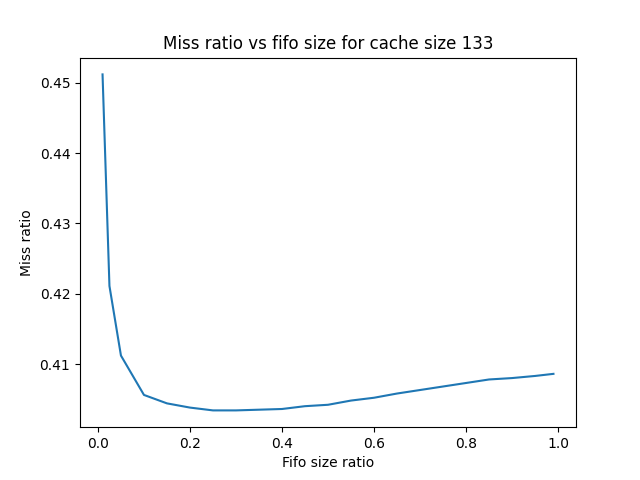 Miss ratio vs fifo size for cache size 133
0.45
0.44
0.43
0.42
0.41
Miss ratio
0.0 0.2 0.4 0.6 0.8 1.0
Fifo size ratio